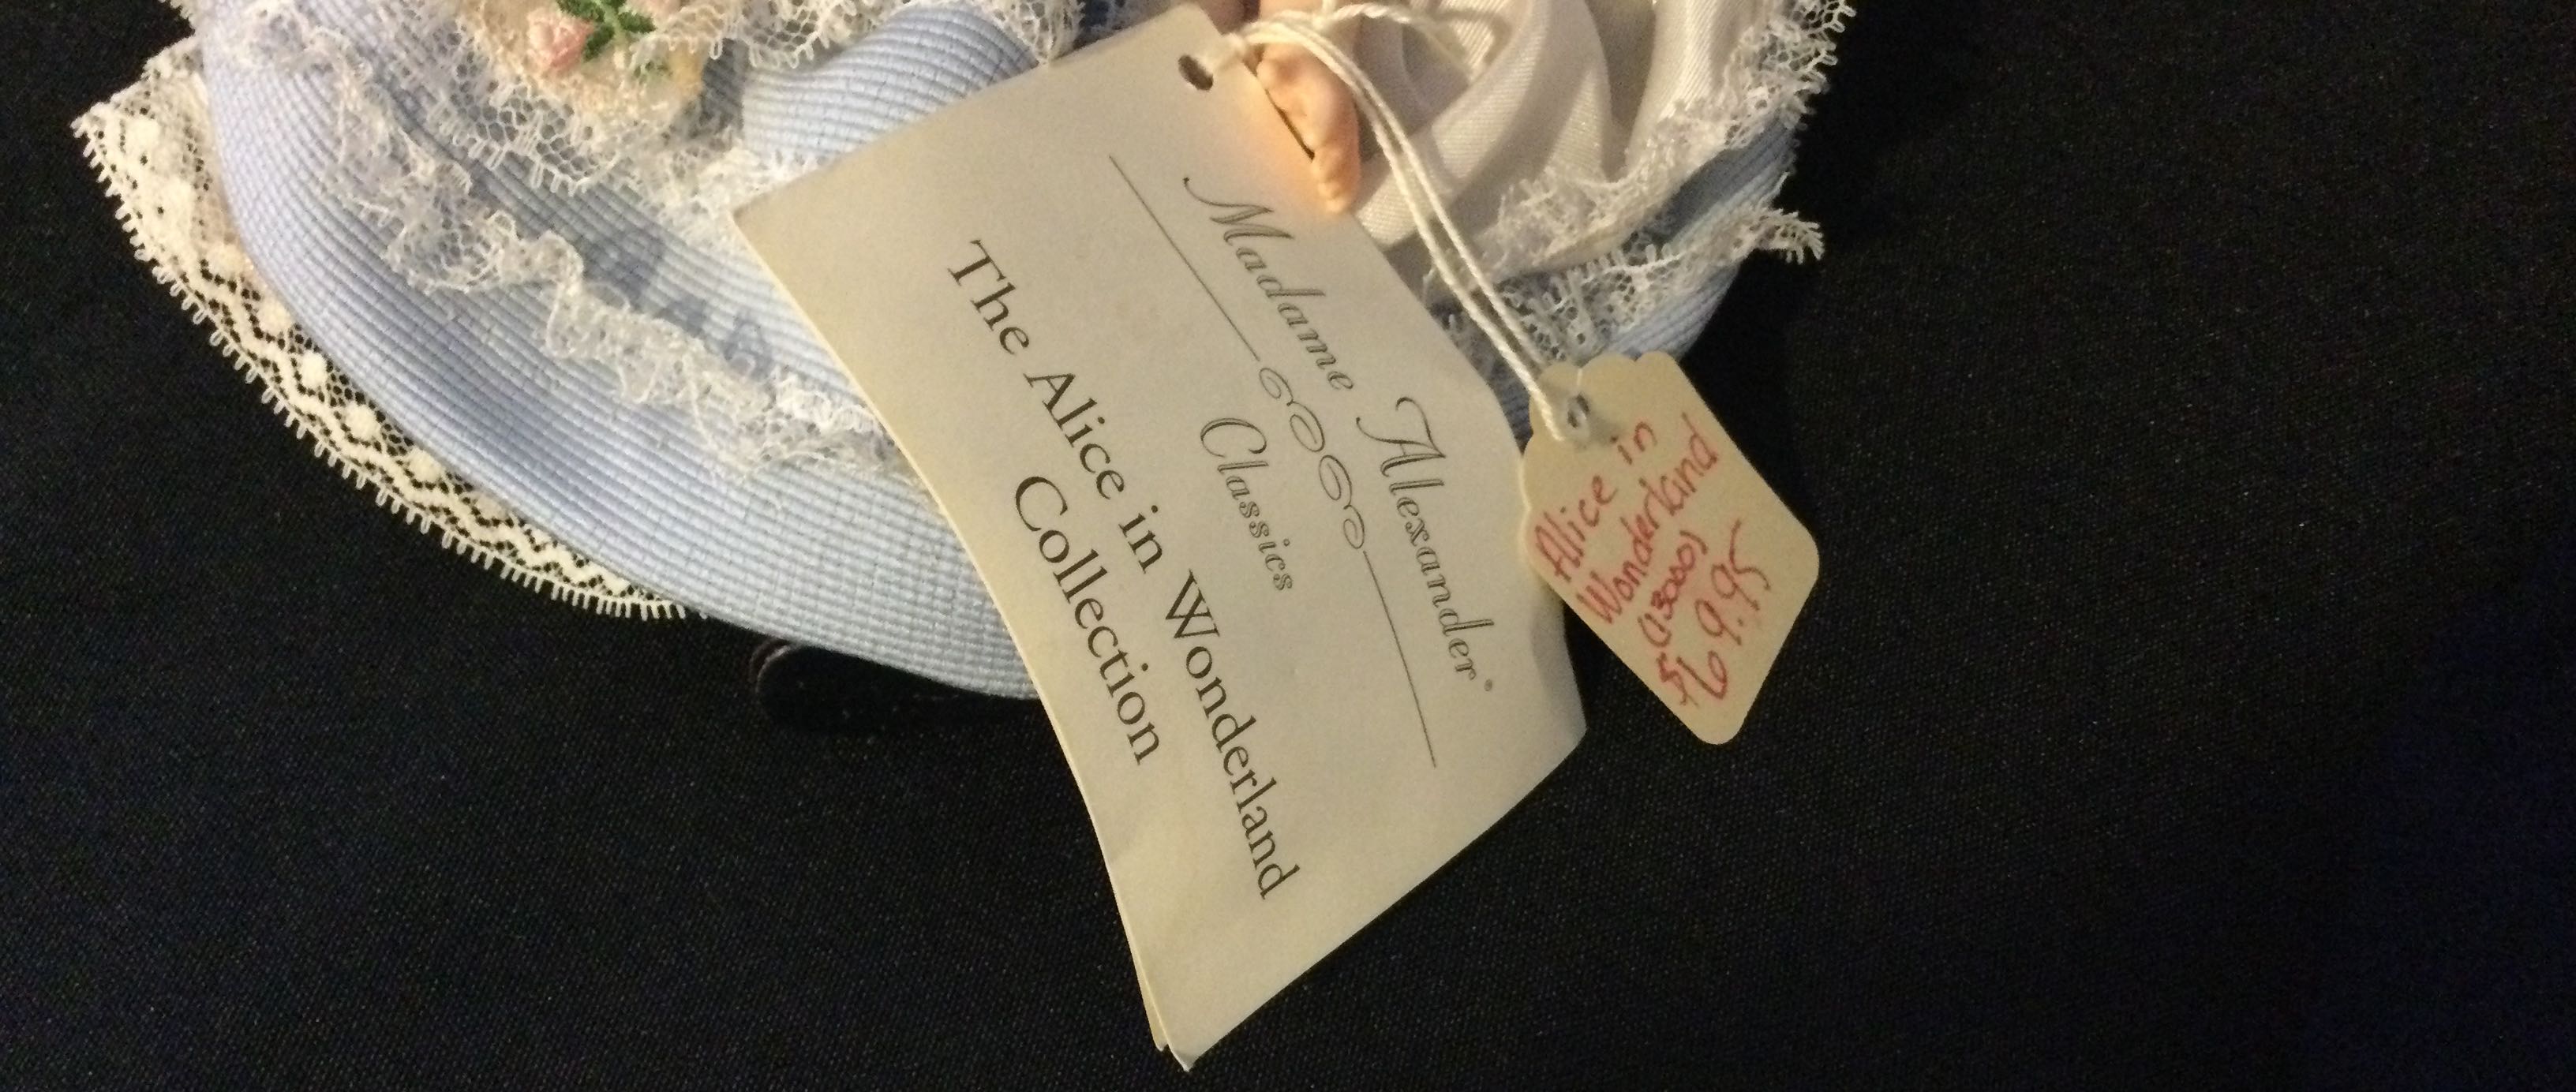 Madame Alexander®
Classics
The Alice in Wonderland
Collection
Alice in
Wonderland
(13000)
$69.95